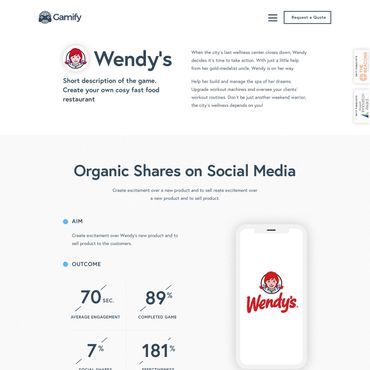 Gamify
Request a Quote
Wendy's
Short description of the game.
Create your own cosy fast food
restaurant
When the city's last wellness center closes down, Wendy
decides it's time to take action. With just a little help
from her gold-medalist uncle, Wendy is on her way.
Help her build and manage the spa of her dreams.
Upgrade workout machines and oversee your clients'
workout routines. Don't be just another weekend warrior,
the city's wellness depends on you!
Organic Shares on Social Media
Create excitement over a new product and to sell reate excitement over
a new product and to sell product.
AIM
Create excitement over Wendy's new product and to
sell product to the customers.
OUTCOME
70 SEC.
89%
AVERAGE ENGAGEMENT
COMPLETED GAME
Wendy's
7%
181%
SOCIAL SHARES
EFFECTIVENESS